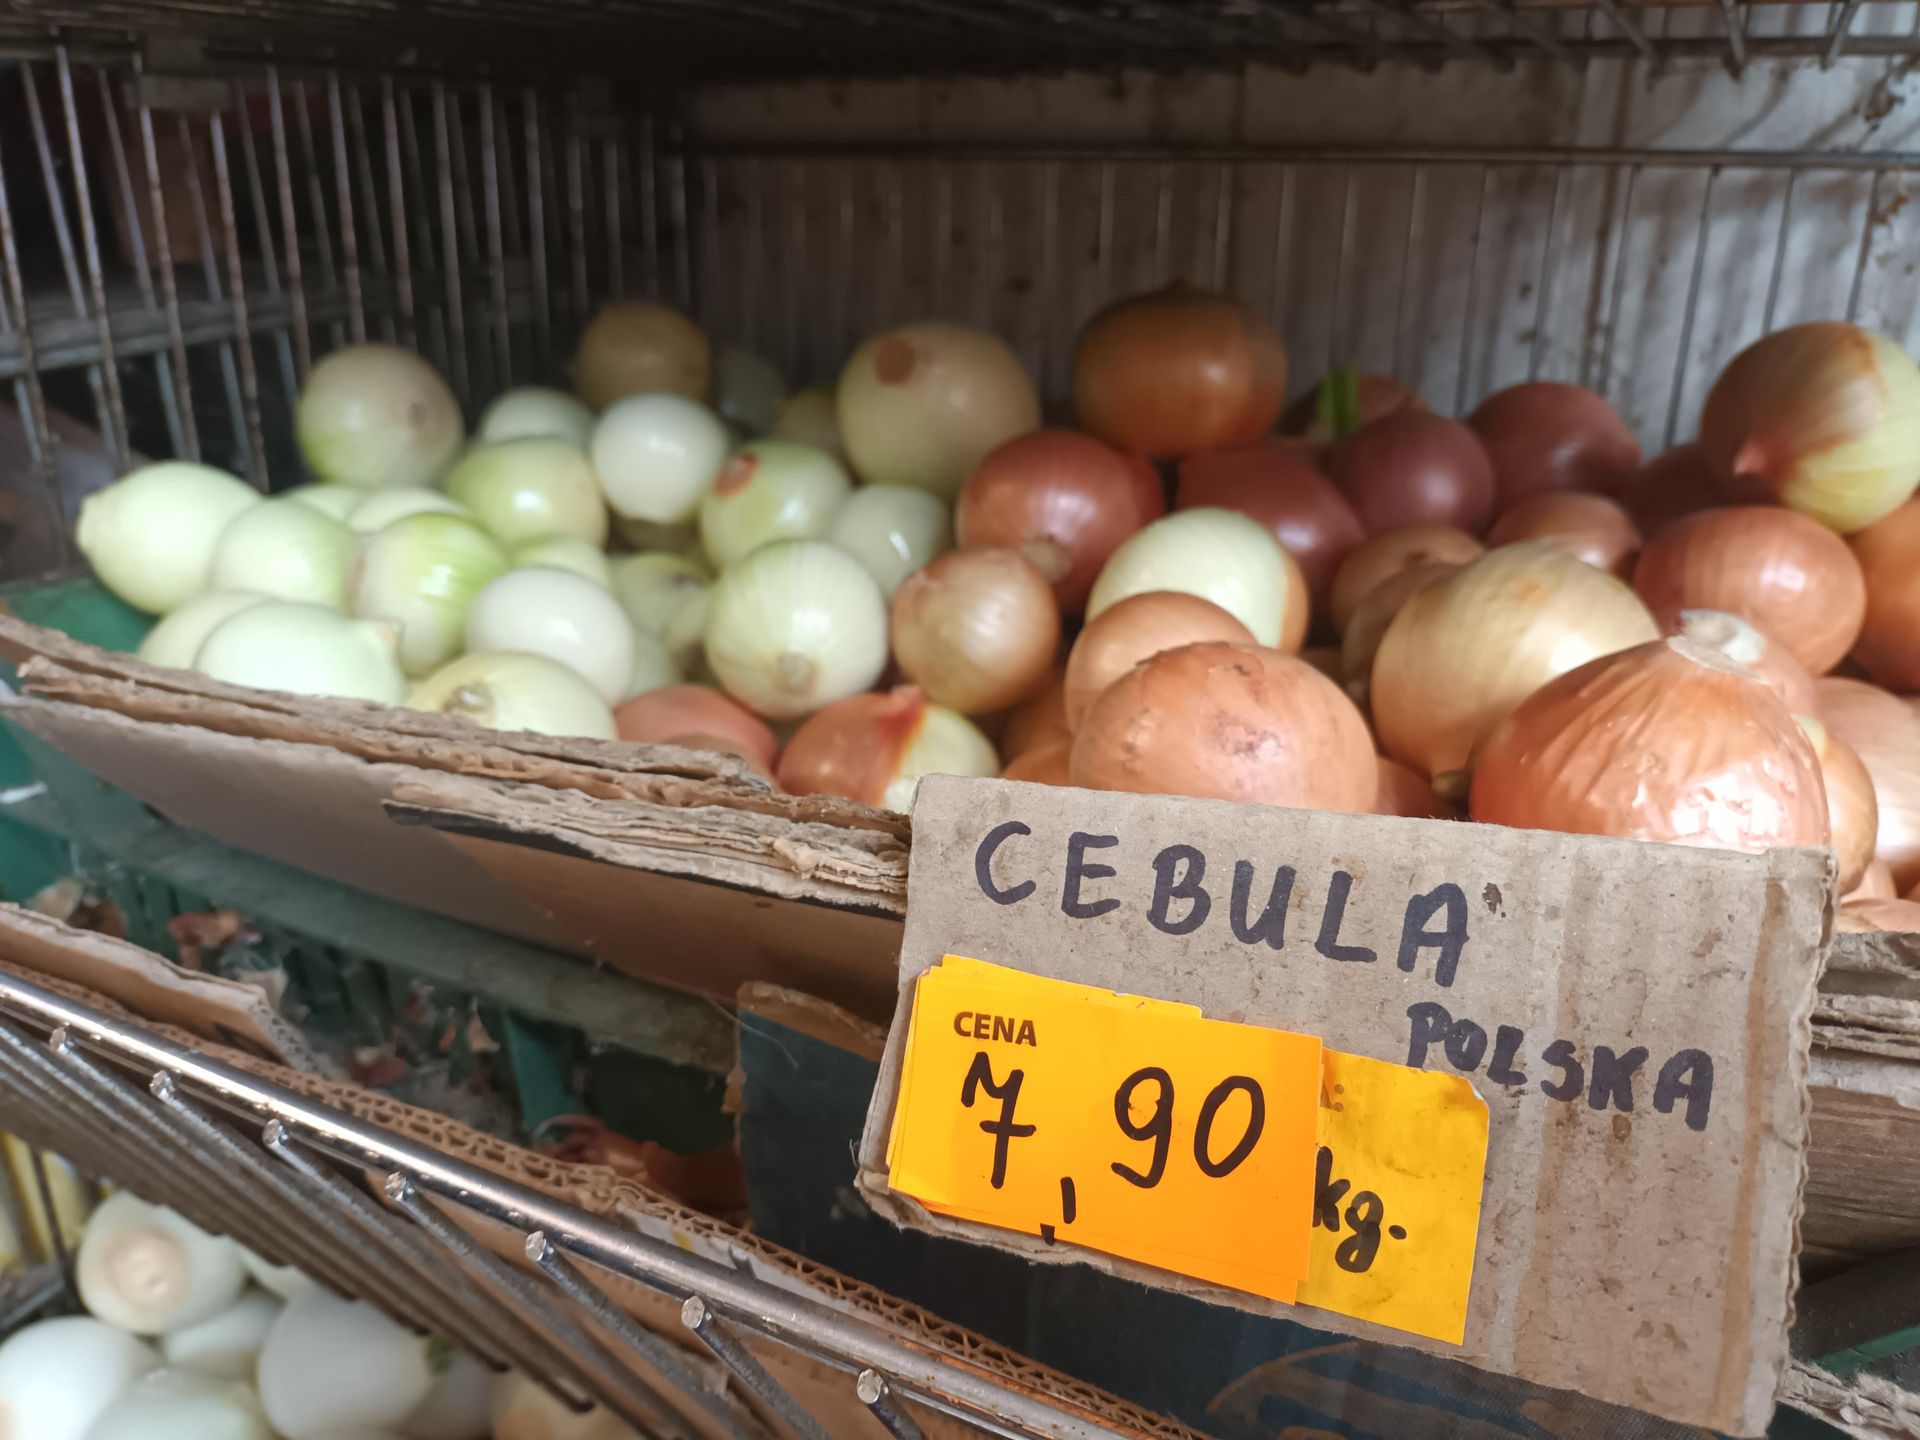 CEBULA
POLSKA
CENA
7,90
kg.